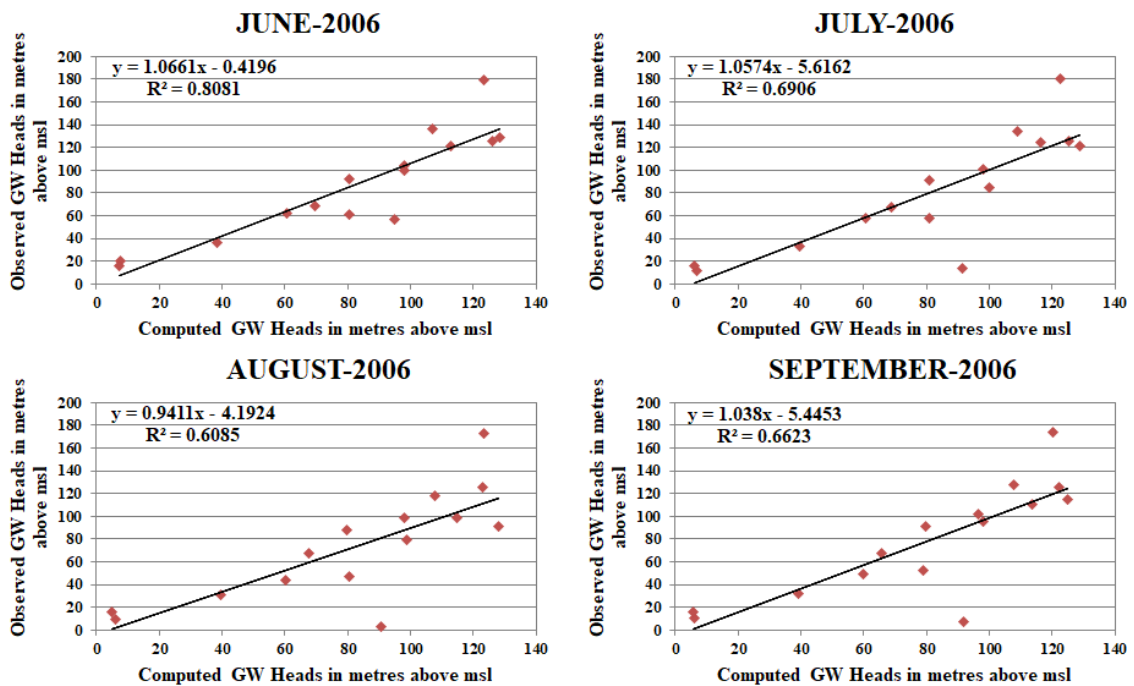 JUNE-2006
y = 1.0661x - 0.4196
R² = 0.8081
Observed GW Heads in metres
above msl
200
180
160
140
120
100
80
60
40
20
0
0 20 40 60 80 100 120 140
Computed GW Heads in metres above msl
JULY-2006
y = 1.0574x - 5.6162
R² = 0.6906
Observed GW Heads in metres
above msl
200
180
160
140
120
100
80
60
40
20
0
0 20 40 60 80 100 120 140
Computed GW Heads in metres above msl
AUGUST-2006
y = 0.9411x - 4.1924
R² = 0.6085
Observed GW Heads in metres
above msl
200
180
160
140
120
100
80
60
40
20
0
0 20 40 60 80 100 120 140
Computed GW Heads in metres above msl
SEPTEMBER-2006
y = 1.038x - 5.4453
R² = 0.6623
Observed GW Heads in metres
above msl
200
180
160
140
120
100
80
60
40
20
0
0 20 40 60 80 100 120 140
Computed GW Heads in metres above msl